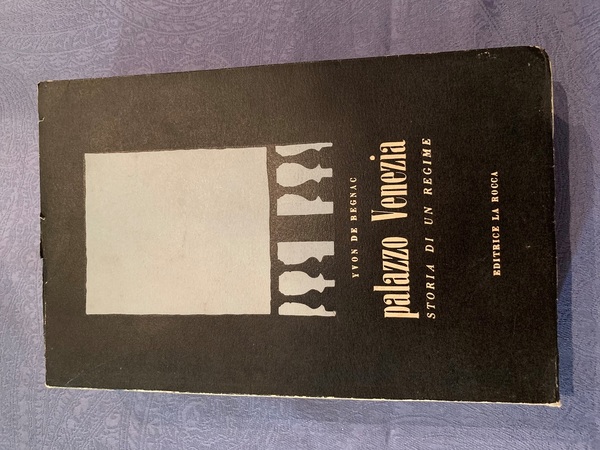 YVON DE BEGNAC
palazzo Venezia
STORIA DI UN REGIME
EDITRICE LA ROCCA